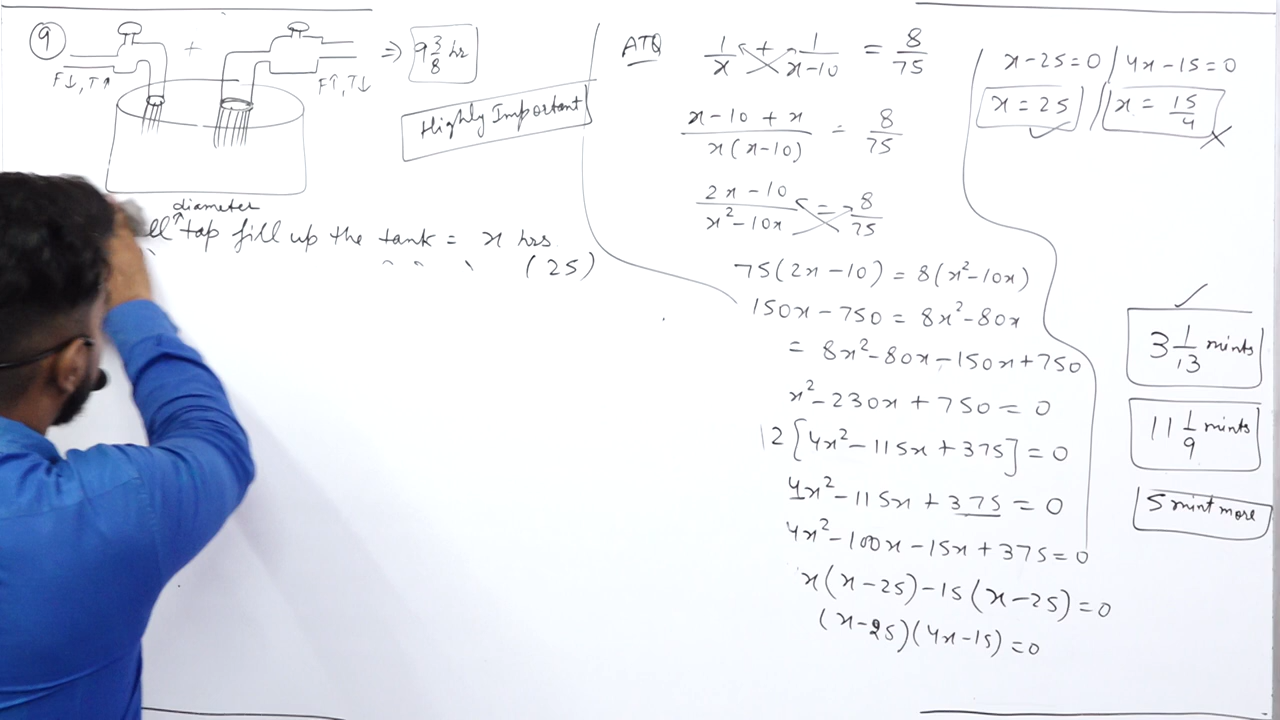 9
+
⇒ 9 3/8 hr
F↓, T↑
F↑, T↓
Highly Important
diameter
tap fill up the tank = x hrs
(25)
ATQ
1/x + 1/(x-10) = 8/75
(x-10+x)/(x(x-10)) = 8/75
(2x-10)/(x²-10x) = 8/75
75(2x-10) = 8(x²-10x)
150x-750 = 8x²-80x
= 8x²-80x-150x+750
x²-230x+750=0
2[4x²-115x+375]=0
4x²-115x+375=0
4x²-100x-15x+375=0
x(x-25)-15(x-25)=0
(x-25)(4x-15)=0
x-25=0 / 4x-15=0
x=25 // x=15/4
3 1/13 mints
11 1/9 mints
5 mint more